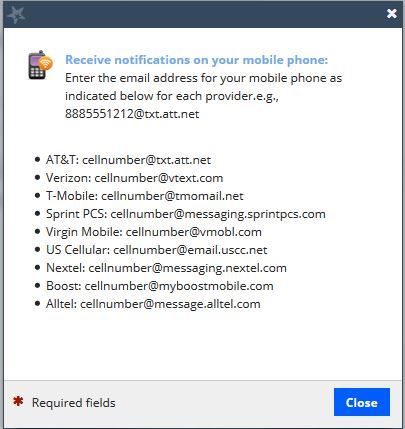 Receive notifications on your mobile phone:
Enter the email address for your mobile phone as
indicated below for each provider.e.g.,
8885551212@txt.att.net
AT&T: cellnumber@txt.att.net
Verizon: cellnumber@vtext.com
T-Mobile: cellnumber@tmomail.net
Sprint PCS: cellnumber@messaging.sprintpcs.com
Virgin Mobile: cellnumber@vmobl.com
US Cellular: cellnumber@email.uscc.net
Nextel: cellnumber@messaging.nextel.com
Boost: cellnumber@myboostmobile.com
Alltel: cellnumber@message.alltel.com
* Required fields
Close